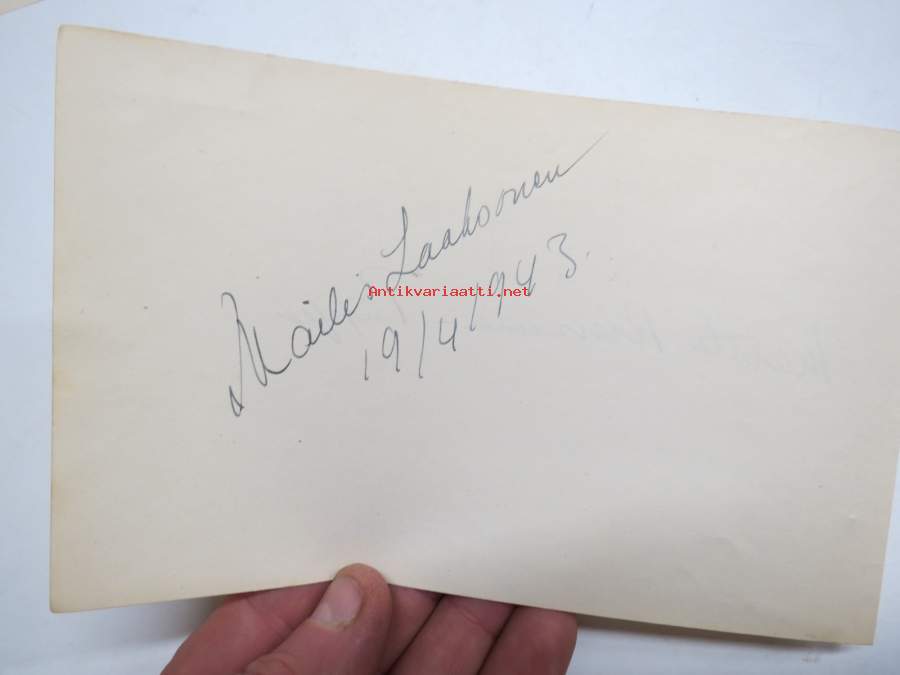 Mailis Laaksonen
Antikvariaatti.net
19/4/1943.